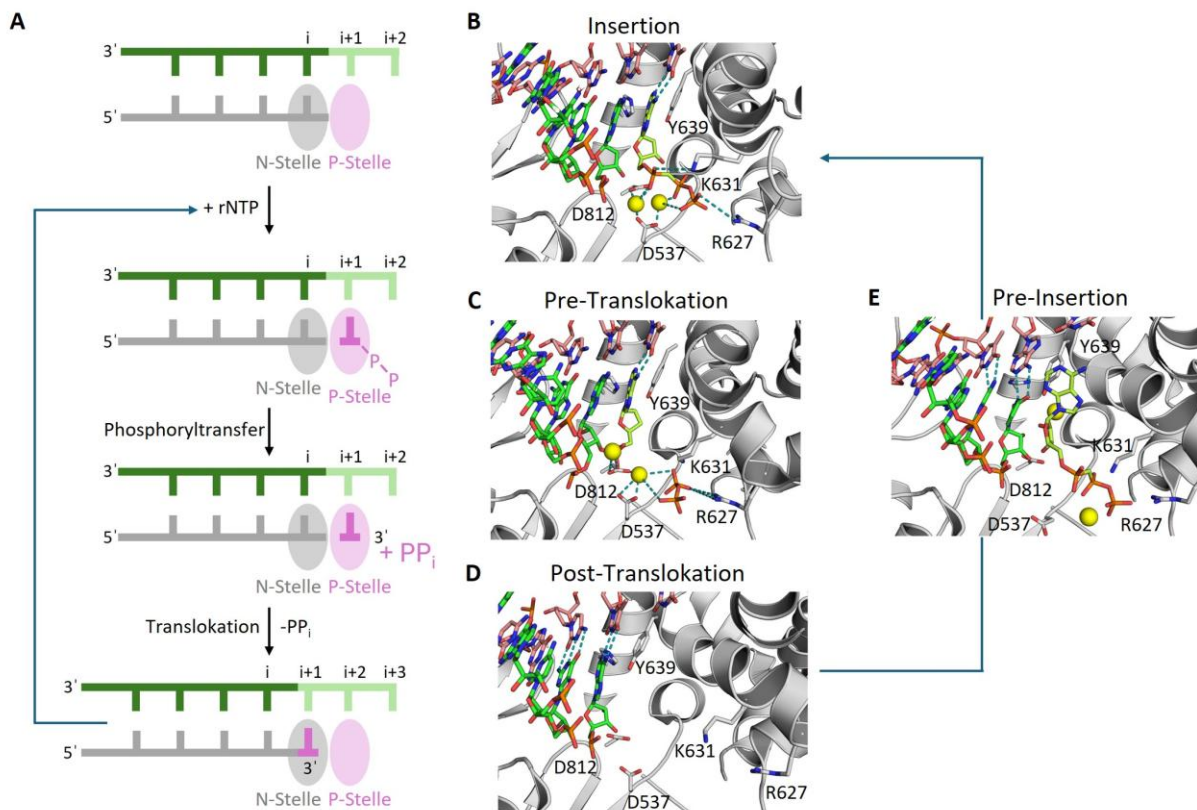 A
i i+1 i+2
3'
5'
N-Stelle P-Stelle
+ rNTP
i i+1 i+2
3'
5'
P
P
N-Stelle P-Stelle
Phosphoryltransfer
i i+1 i+2
3'
5' 3'
+ PPi
N-Stelle P-Stelle
Translokation -PPi
i i+1 i+2 i+3
3'
5'
3'
N-Stelle P-Stelle
B
Insertion
Y639
K631
D812
R627
D537
C
Pre-Translokation
Y639
K631
D812
R627
D537
D
Post-Translokation
Y639
K631
D812
R627
D537
E
Pre-Insertion
Y639
K631
D812
R627
D537